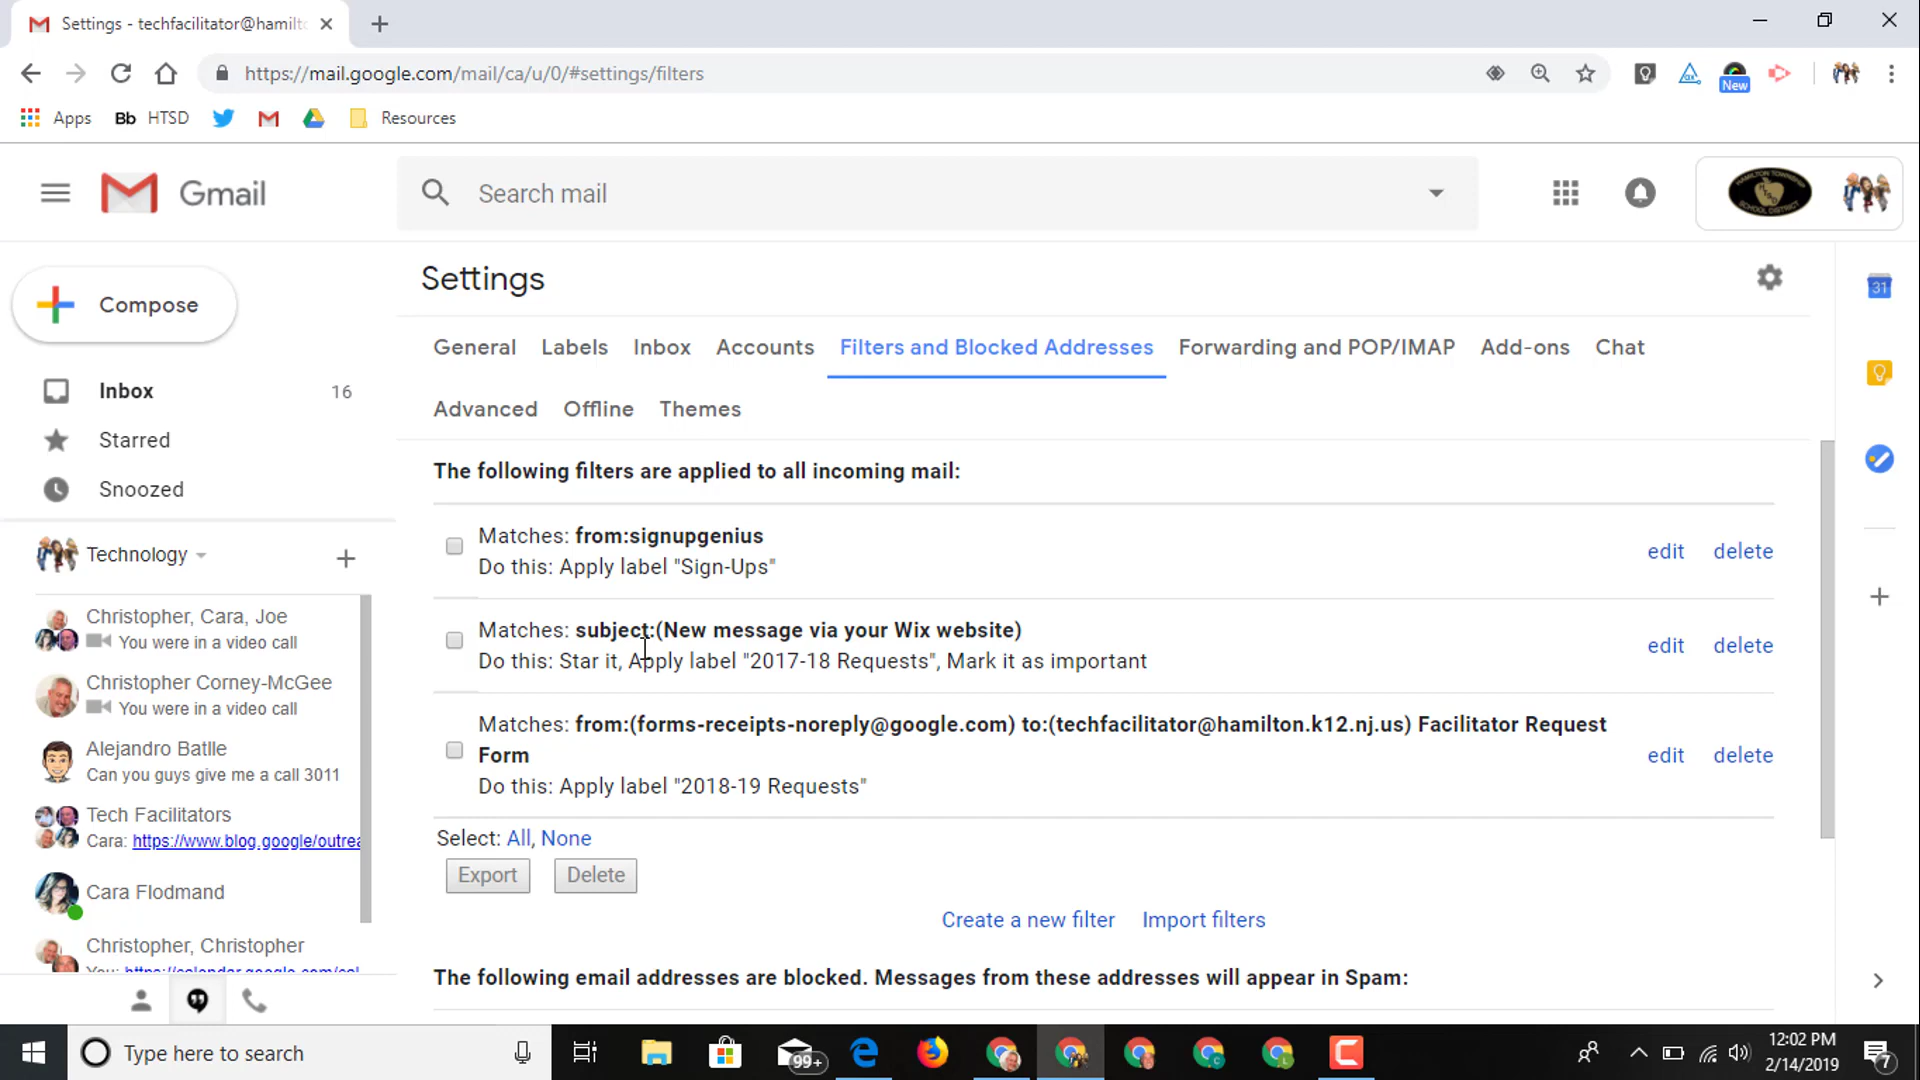 Settings - techfacilitator@hamilto
https://mail.google.com/mail/ca/u/0/#settings/filters
New
Apps
Bb HTSD
Resources
Gmail
Search mail
HAMILTON TOWNSHIP
SCHOOL DISTRICT
Compose
Settings
General Labels Inbox Accounts Filters and Blocked Addresses Forwarding and POP/IMAP Add-ons Chat
Advanced Offline Themes
31
Inbox 16
Starred
Snoozed
Technology
Christopher, Cara, Joe
You were in a video call
Christopher Corney-McGee
You were in a video call
Alejandro Batlle
Can you guys give me a call 3011
Tech Facilitators
Cara: https://www.blog.google/outrea
Cara Flodmand
Christopher, Christopher
The following filters are applied to all incoming mail:
Matches: from:signupgenius
Do this: Apply label "Sign-Ups"
edit delete
Matches: subject:(New message via your Wix website)
Do this: Star it, Apply label "2017-18 Requests", Mark it as important
edit delete
Matches: from:(forms-receipts-noreply@google.com) to:(techfacilitator@hamilton.k12.nj.us) Facilitator Request
Form
Do this: Apply label "2018-19 Requests"
edit delete
Select: All, None
Export Delete
Create a new filter Import filters
The following email addresses are blocked. Messages from these addresses will appear in Spam:
Type here to search
99+
12:02 PM
2/14/2019
7